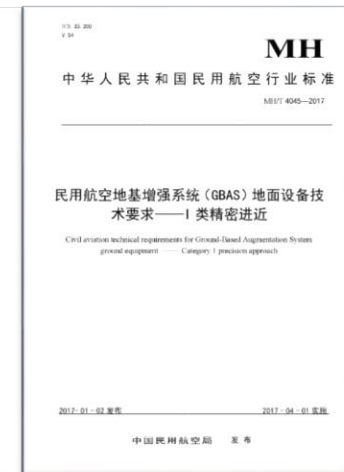 ICS 03.200
V 54
MH
中华人民共和国民用航空行业标准
MH/T 4045—2017
民用航空地基增强系统(GBAS)地面设备技
术要求——I 类精密进近
Civil aviation technical requirements for Ground-Based Augmentation System
ground equipment —— Category I precision approach
2017-01-02 发布
2017-04-01 实施
中国民用航空局 发布